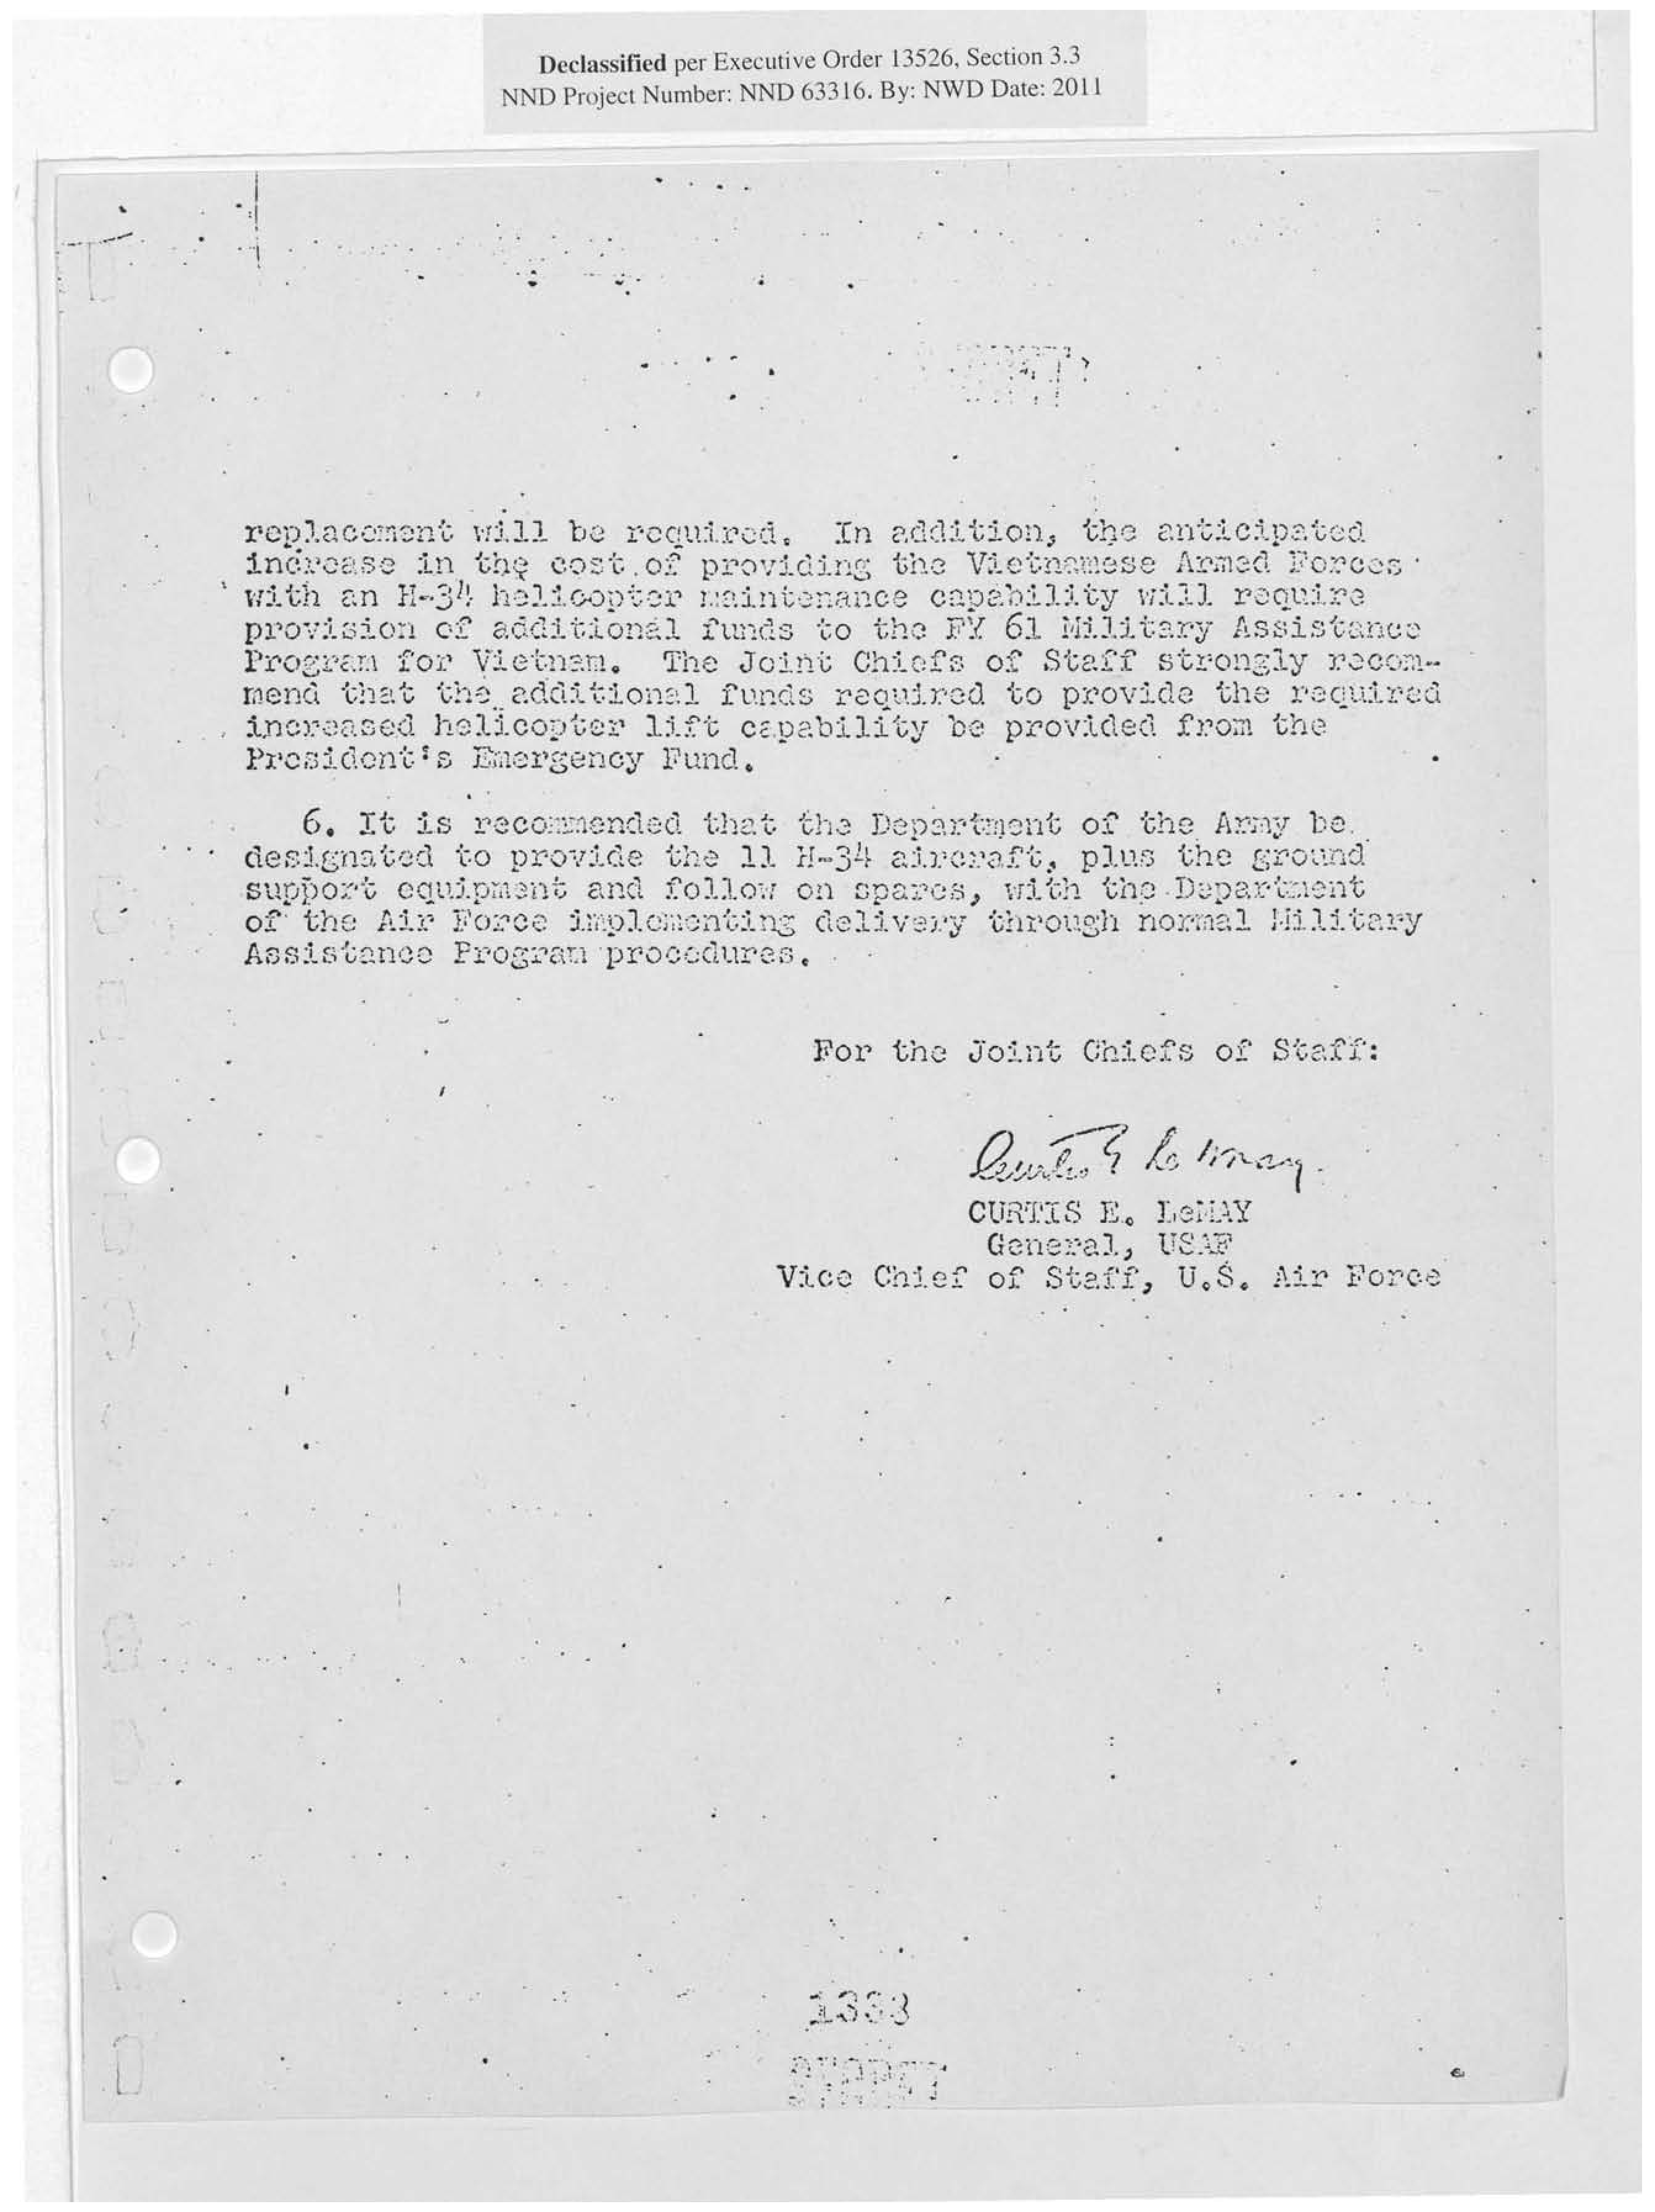 Declassified per Executive Order 13526, Section 3.3
NND Project Number: NND 63316. By: NWD Date: 2011
replacement will be required. In addition, the anticipated
increase in the cost of providing the Vietnamese Armed Forces
with an H-34 helicopter maintenance capability will require
provision of additional funds to the FY 61 Military Assistance
Program for Vietnam. The Joint Chiefs of Staff strongly recom-
mend that the additional funds required to provide the required
increased helicopter lift capability be provided from the
President's Emergency Fund.
6. It is recommended that the Department of the Army be
designated to provide the 11 H-34 aircraft, plus the ground
support equipment and follow on spares, with the Department
of the Air Force implementing delivery through normal Military
Assistance Program procedures.
For the Joint Chiefs of Staff:
Curtis E LeMay
CURTIS E. LeMAY
General, USAF
Vice Chief of Staff, U.S. Air Force
1338
SECRET